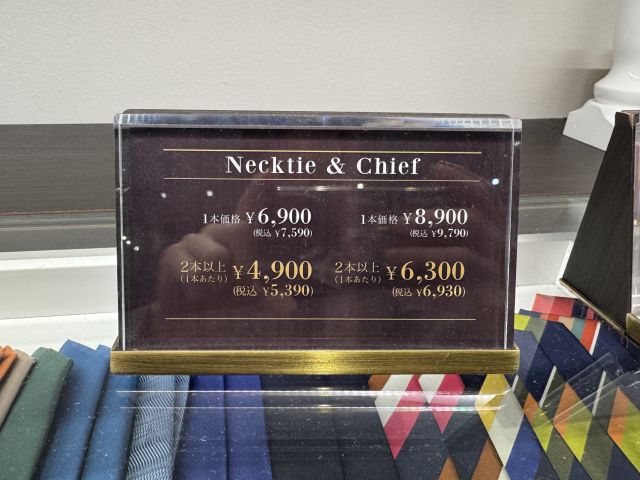 Necktie & Chief
1本価格 ¥6,900
(税込 ¥7,590)
1本価格 ¥8,900
(税込 ¥9,790)
2本以上
(1本あたり)
¥4,900
(税込 ¥5,390)
2本以上
(1本あたり)
¥6,300
(税込 ¥6,930)